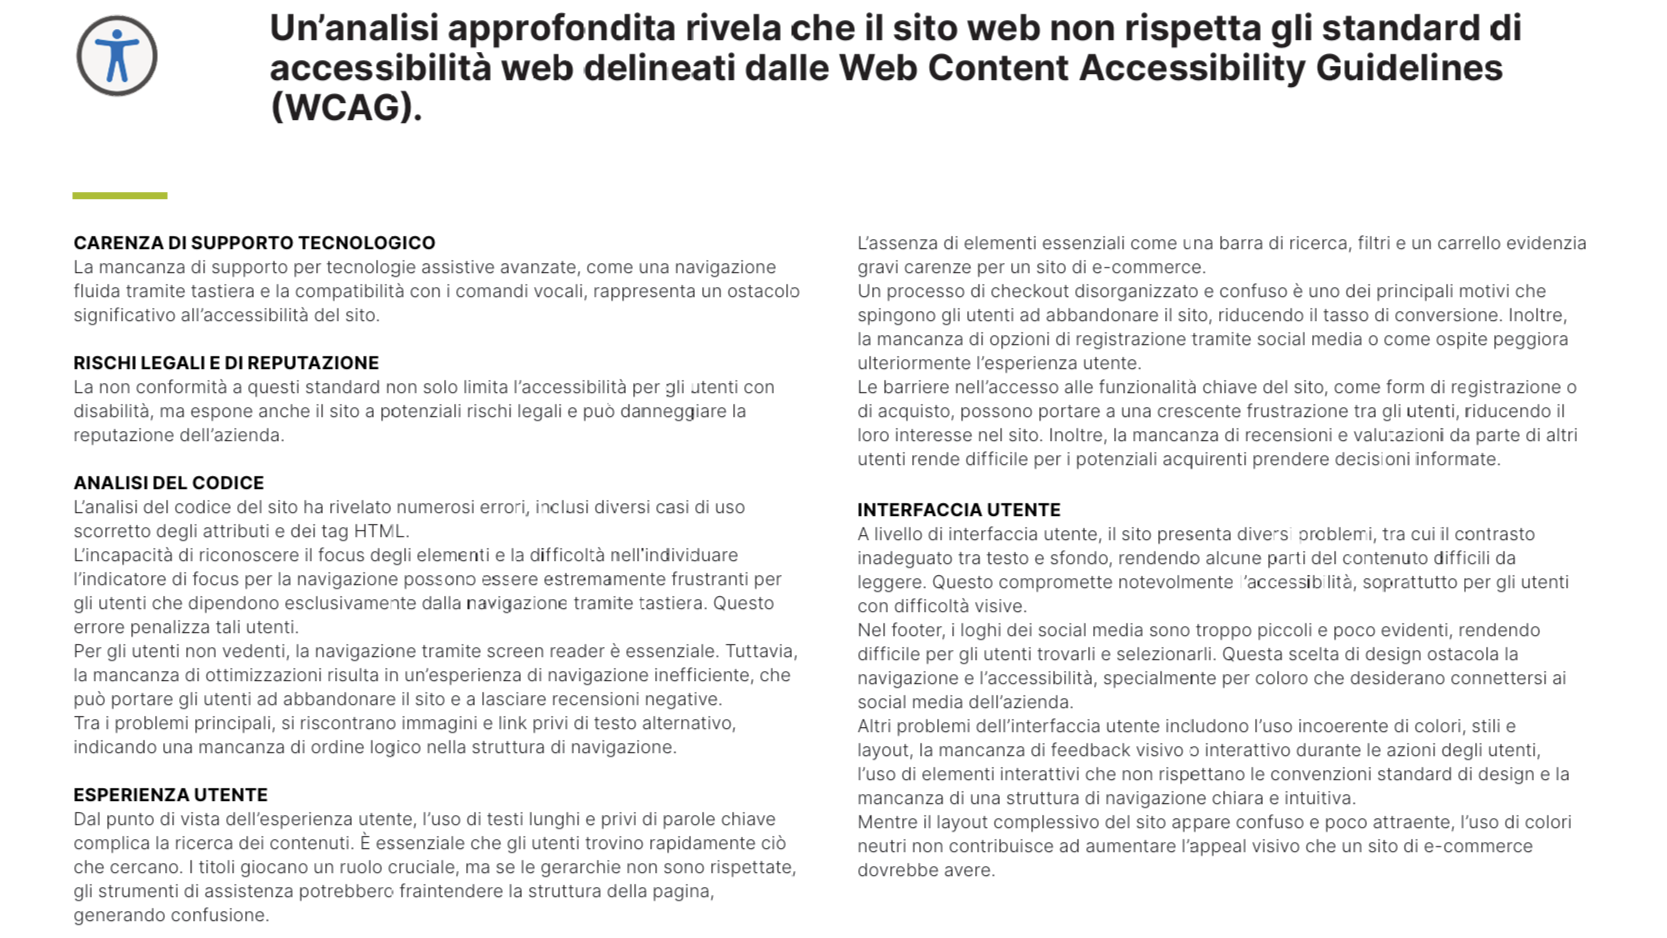 Un’analisi approfondita rivela che il sito web non rispetta gli standard di
accessibilità web delineati dalle Web Content Accessibility Guidelines
(WCAG).
CARENZA DI SUPPORTO TECNOLOGICO
La mancanza di supporto per tecnologie assistive avanzate, come una navigazione
fluida tramite tastiera e la compatibilità con i comandi vocali, rappresenta un ostacolo
significativo all’accessibilità del sito.
RISCHI LEGALI E DI REPUTAZIONE
La non conformità a questi standard non solo limita l’accessibilità per gli utenti con
disabilità, ma espone anche il sito a potenziali rischi legali e può danneggiare la
reputazione dell’azienda.
ANALISI DEL CODICE
L’analisi del codice del sito ha rivelato numerosi errori, inclusi diversi casi di uso
scorretto degli attributi e dei tag HTML.
L’incapacità di riconoscere il focus degli elementi e la difficoltà nell’individuare
l’indicatore di focus per la navigazione possono essere estremamente frustranti per
gli utenti che dipendono esclusivamente dalla navigazione tramite tastiera. Questo
errore penalizza tali utenti.
Per gli utenti non vedenti, la navigazione tramite screen reader è essenziale. Tuttavia,
la mancanza di ottimizzazioni risulta in un’esperienza di navigazione inefficiente, che
può portare gli utenti ad abbandonare il sito e a lasciare recensioni negative.
Tra i problemi principali, si riscontrano immagini e link privi di testo alternativo,
indicando una mancanza di ordine logico nella struttura di navigazione.
ESPERIENZA UTENTE
Dal punto di vista dell’esperienza utente, l’uso di testi lunghi e privi di parole chiave
complica la ricerca dei contenuti. È essenziale che gli utenti trovino rapidamente ciò
che cercano. I titoli giocano un ruolo cruciale, ma se le gerarchie non sono rispettate,
gli strumenti di assistenza potrebbero fraintendere la struttura della pagina,
generando confusione.
L’assenza di elementi essenziali come una barra di ricerca, filtri e un carrello evidenzia
gravi carenze per un sito di e-commerce.
Un processo di checkout disorganizzato e confuso è uno dei principali motivi che
spingono gli utenti ad abbandonare il sito, riducendo il tasso di conversione. Inoltre,
la mancanza di opzioni di registrazione tramite social media o come ospite peggiora
ulteriormente l’esperienza utente.
Le barriere nell’accesso alle funzionalità chiave del sito, come form di registrazione o
di acquisto, possono portare a una crescente frustrazione tra gli utenti, riducendo il
loro interesse nel sito. Inoltre, la mancanza di recensioni e valutazioni da parte di altri
utenti rende difficile per i potenziali acquirenti prendere decisioni informate.
INTERFACCIA UTENTE
A livello di interfaccia utente, il sito presenta diversi problemi, tra cui il contrasto
inadeguato tra testo e sfondo, rendendo alcune parti del contenuto difficili da
leggere. Questo compromette notevolmente l’accessibilità, soprattutto per gli utenti
con difficoltà visive.
Nel footer, i loghi dei social media sono troppo piccoli e poco evidenti, rendendo
difficile per gli utenti trovarli e selezionarli. Questa scelta di design ostacola la
navigazione e l’accessibilità, specialmente per coloro che desiderano connettersi ai
social media dell’azienda.
Altri problemi dell’interfaccia utente includono l’uso incoerente di colori, stili e
layout, la mancanza di feedback visivo o interattivo durante le azioni degli utenti,
l’uso di elementi interattivi che non rispettano le convenzioni standard di design e la
mancanza di una struttura di navigazione chiara e intuitiva.
Mentre il layout complessivo del sito appare confuso e poco attraente, l’uso di colori
neutri non contribuisce ad aumentare l’appeal visivo che un sito di e-commerce
dovrebbe avere.